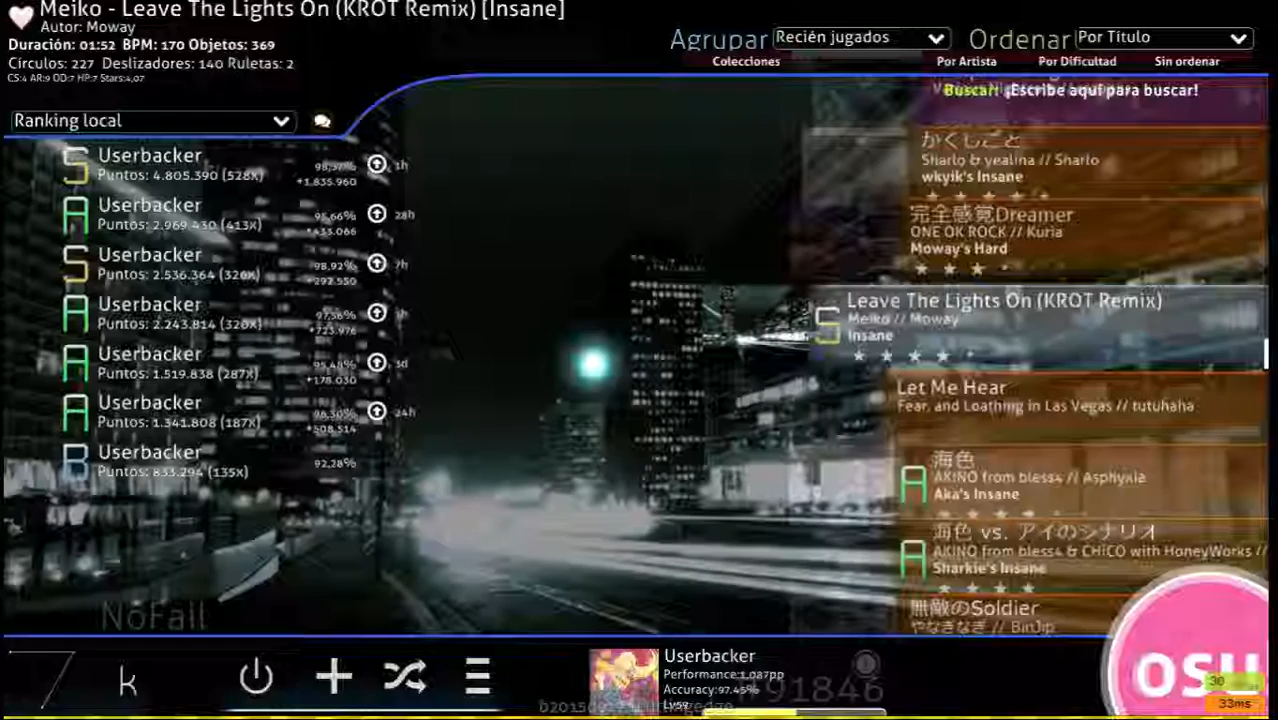 Meiko - Leave The Lights On (KROT Remix) [Insane]
Autor: Moway
Duración: 01:52 BPM: 170 Objetos: 369
Círculos: 227 Deslizadores: 140 Ruletas: 2
CS:4 AR:9 OD:7 HP:7 Stars:4,07
Agrupar Recién jugados
Ordenar Por Título
Colecciones
Por Artista Por Dificultad Sin ordenar
Buscar: ¡Escribe aquí para buscar!
Ranking local
Userbacker
Puntos: 4.805.390 (528x)
98,57%
+1.835.960
1h
Userbacker
Puntos: 2.969.430 (413x)
95,66%
+433.066
28h
Userbacker
Puntos: 2.536.364 (326x)
98,92%
+292.550
7h
Userbacker
Puntos: 2.243.814 (320x)
97,56%
+723.976
Userbacker
Puntos: 1.519.838 (287x)
95,48%
+178.030
3d
Userbacker
Puntos: 1.341.808 (187x)
96,30%
+508.514
24h
Userbacker
Puntos: 833.294 (135x)
92,28%
かくしごと
Sharlo & yealina // Sharlo
wkyik's Insane
完全感覚Dreamer
ONE OK ROCK // Kuria
Moway's Hard
Leave The Lights On (KROT Remix)
Meiko // Moway
Insane
Let Me Hear
Fear, and Loathing in Las Vegas // tutuhaha
海色
AKINO from bless4 // Asphyxia
Aka's Insane
海色 vs. アイのシナリオ
AKINO from bless4 & CHiCO with HoneyWorks //
Sharkie's Insane
無敵のSoldier
やなぎなぎ // BinJip
NoFail
k
Userbacker
Performance:1.087pp
Accuracy:97.45%
Lv59
osu
30
33ms